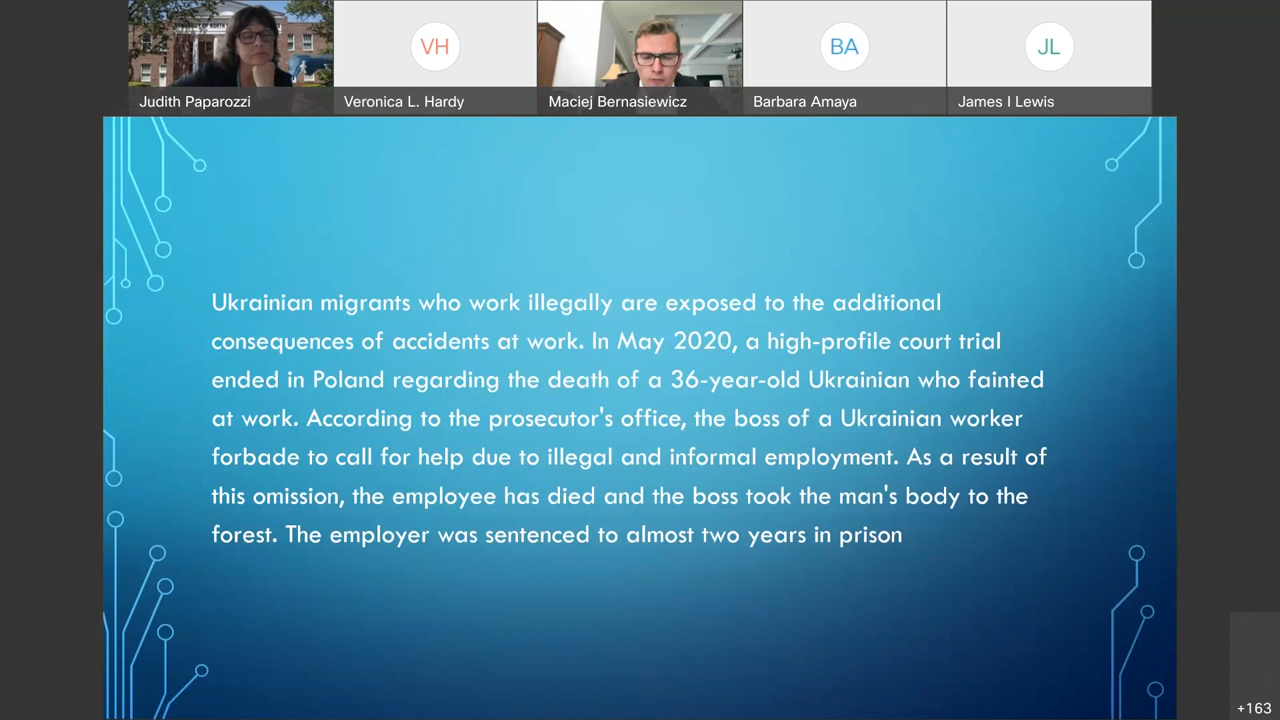 VH
BA
JL
Judith Paparozzi
Veronica L. Hardy
Maciej Bernasiewicz
Barbara Amaya
James I Lewis
Ukrainian migrants who work illegally are exposed to the additional
consequences of accidents at work. In May 2020, a high-profile court trial
ended in Poland regarding the death of a 36-year-old Ukrainian who fainted
at work. According to the prosecutor's office, the boss of a Ukrainian worker
forbade to call for help due to illegal and informal employment. As a result of
this omission, the employee has died and the boss took the man's body to the
forest. The employer was sentenced to almost two years in prison
+163